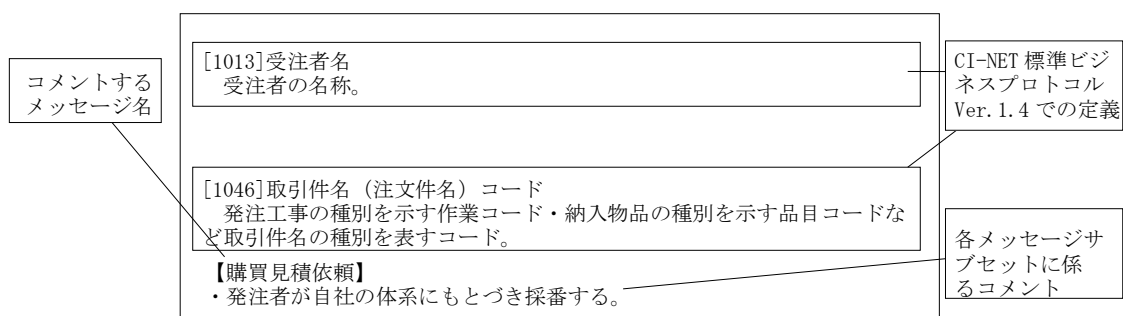 [1013]受注者名
受注者の名称。
コメントする
メッセージ名
CI-NET 標準ビジ
ネスプロトコル
Ver.1.4 での定義
[1046]取引件名（注文件名）コード
発注工事の種別を示す作業コード・納入物品の種別を示す品目コードな
ど取引件名の種別を表すコード。
【購買見積依頼】
・発注者が自社の体系にもとづき採番する。
各メッセージサ
ブセットに係
るコメント